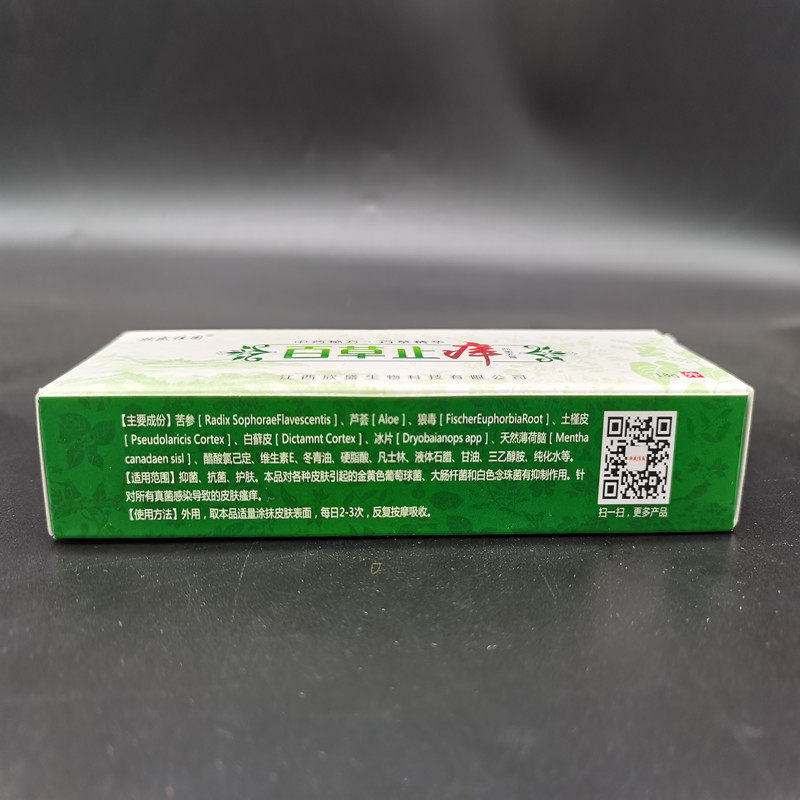 欣盛佳园®
中药秘方·百草精华
百草止痒
江西欣盛生物科技有限公司
【主要成份】苦参[ Radix SophoraeFlavescentis ]、芦荟[ Aloe ]、狼毒[ FischerEuphorbiaRoot ]、土槿皮
[ Pseudolaricis Cortex ]、白藓皮[ Dictamnt Cortex ]、冰片[ Dryobaianops app ]、天然薄荷脑[ Mentha
canadaen sisl ]、醋酸氯己定、维生素E、冬青油、硬脂酸、凡士林、液体石腊、甘油、三乙醇胺、纯化水等。
【适用范围】抑菌、抗菌、护肤。本品对各种皮肤引起的金黄色葡萄球菌、大肠杆菌和白色念珠菌有抑制作用。针
对所有真菌感染导致的皮肤瘙痒。
【使用方法】外用，取本品适量涂抹皮肤表面，每日2-3次，反复按摩吸收。
扫一扫，更多产品